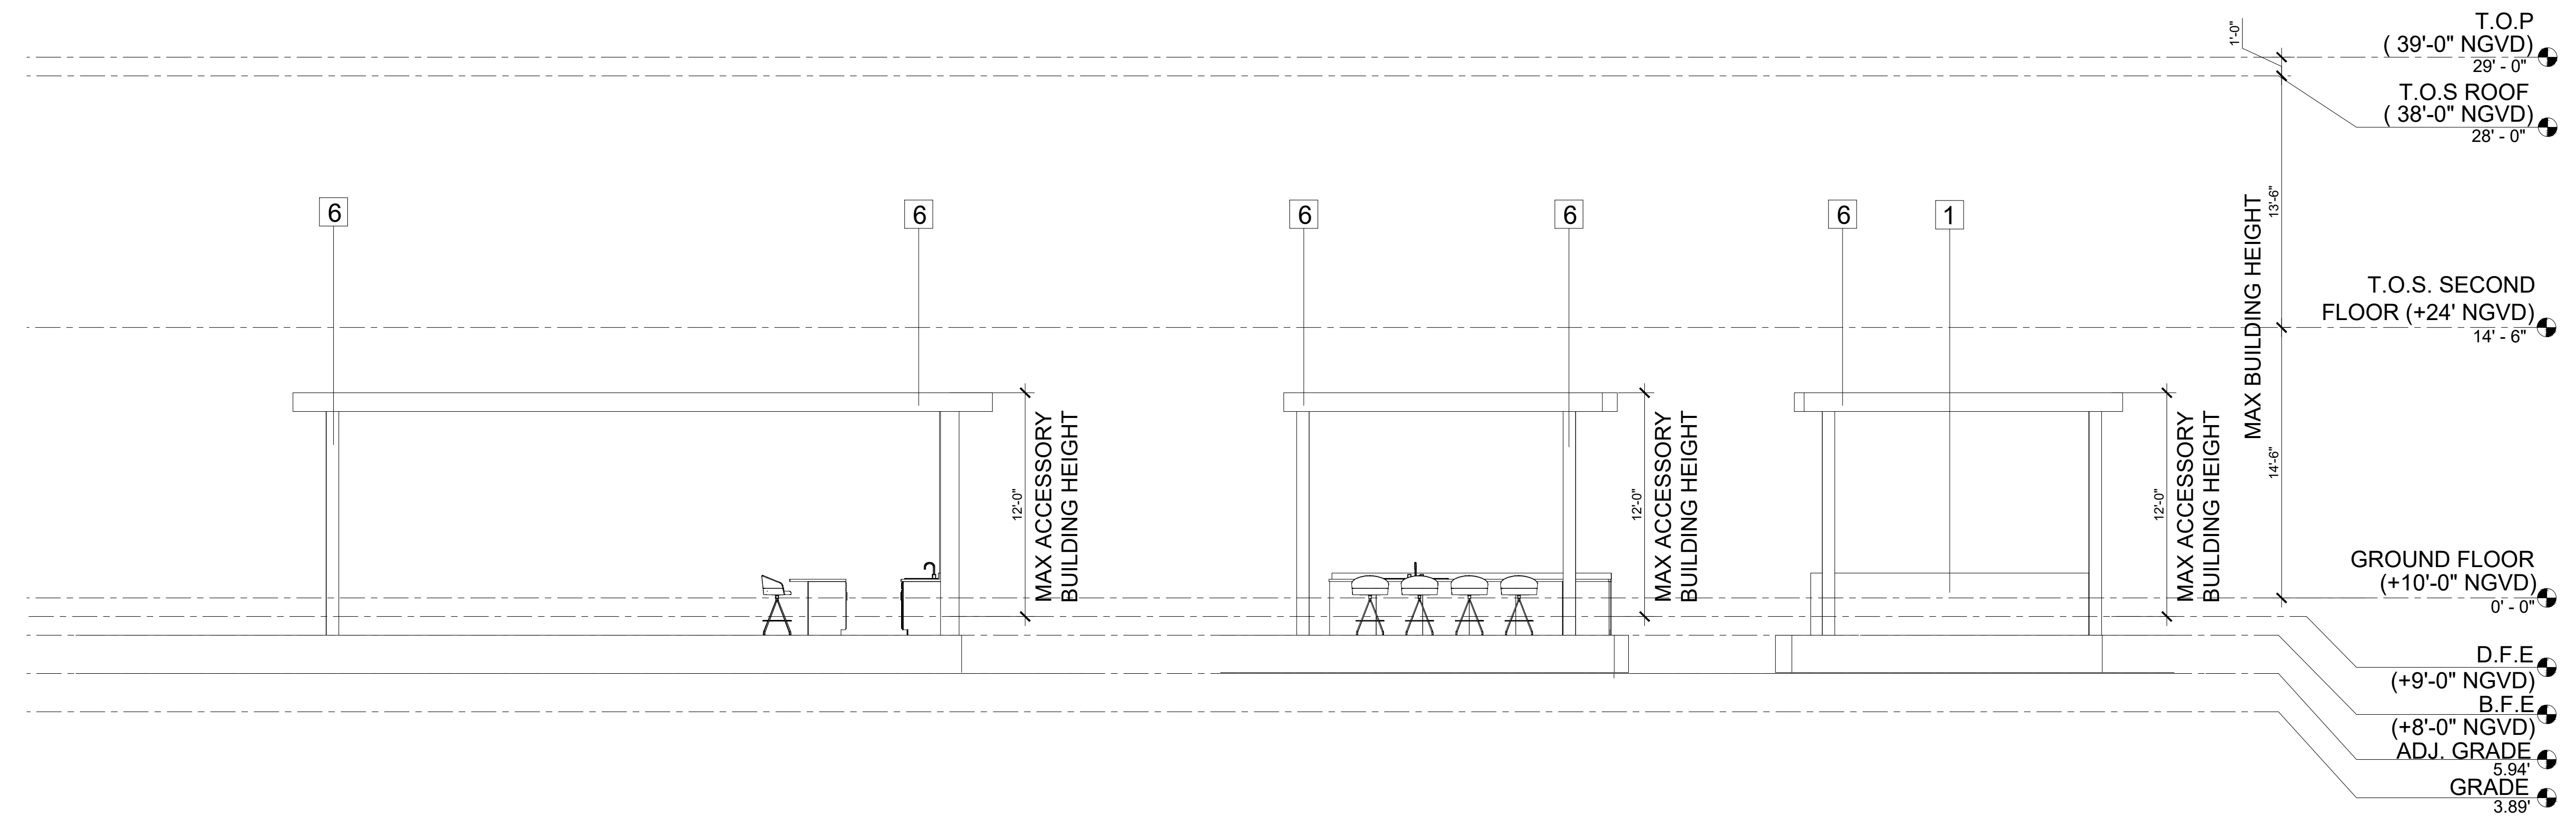 1'-0"
T.O.P
( 39'-0" NGVD)
29' - 0"
T.O.S ROOF
( 38'-0" NGVD)
28' - 0"
6
6
6
6
6
1
MAX BUILDING HEIGHT
13'-6"
T.O.S. SECOND
FLOOR (+24' NGVD)
14' - 6"
12'-0"
MAX ACCESSORY
BUILDING HEIGHT
12'-0"
MAX ACCESSORY
BUILDING HEIGHT
12'-0"
MAX ACCESSORY
BUILDING HEIGHT
14'-6"
GROUND FLOOR
(+10'-0" NGVD)
0' - 0"
D.F.E
(+9'-0" NGVD)
B.F.E
(+8'-0" NGVD)
ADJ. GRADE
5.94'
GRADE
3.89'